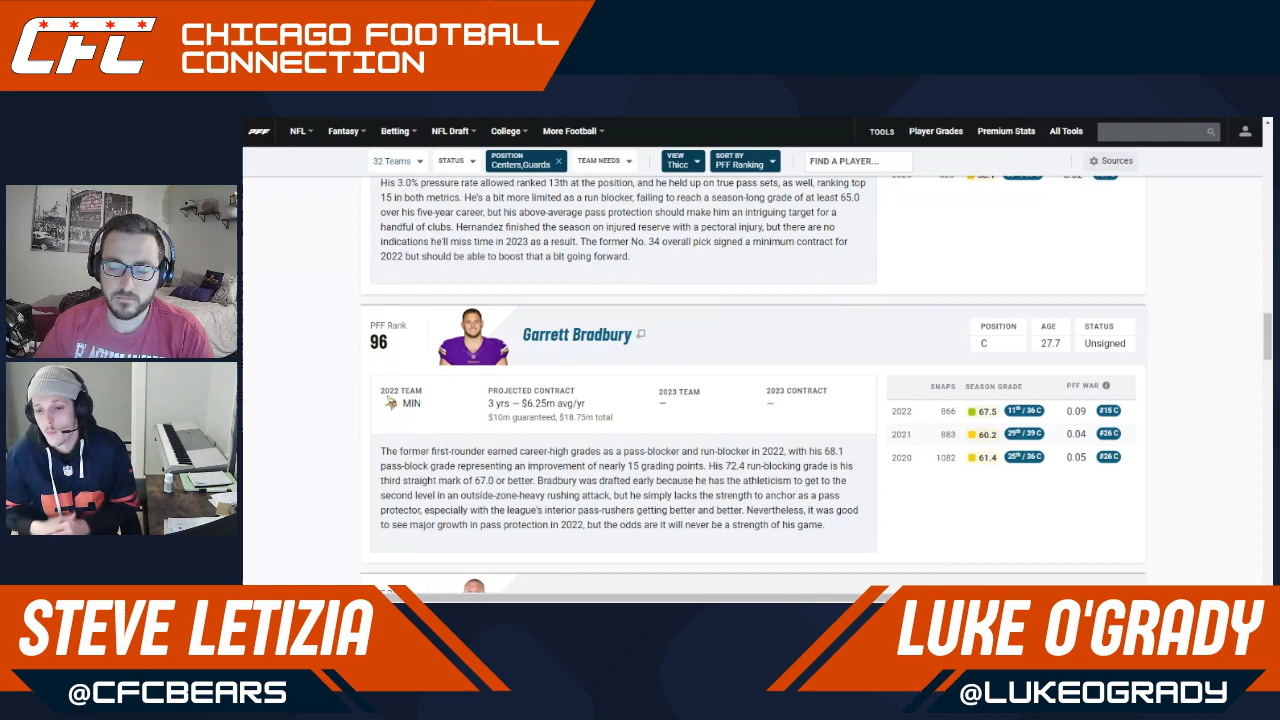 CFC
CHICAGO FOOTBALL
CONNECTION
PFF
NFL
Fantasy
Betting
NFL Draft
College
More Football
TOOLS
Player Grades
Premium Stats
All Tools
32 Teams
STATUS
POSITION
Centers,Guards ×
TEAM NEEDS
VIEW
Thicc
SORT BY
PFF Ranking
FIND A PLAYER...
Sources
His 3.0% pressure rate allowed ranked 13th at the position, and he held up on true pass sets, as well, ranking top
15 in both metrics. He's a bit more limited as a run blocker, failing to reach a season-long grade of at least 65.0
over his five-year career, but his above-average pass protection should make him an intriguing target for a
handful of clubs. Hernandez finished the season on injured reserve with a pectoral injury, but there are no
indications he'll miss time in 2023 as a result. The former No. 34 overall pick signed a minimum contract for
2022 but should be able to boost that a bit going forward.
PFF Rank
96
Garrett Bradbury
POSITION
C
AGE
27.7
STATUS
Unsigned
2022 TEAM
MIN
PROJECTED CONTRACT
3 yrs — $6.25m avg/yr
$10m guaranteed, $18.75m total
2023 TEAM
—
2023 CONTRACT
—
SNAPS SEASON GRADE PFF WAR
2022 866 67.5 11th / 36 C 0.09 #15 C
2021 883 60.2 29th / 39 C 0.04 #26 C
2020 1082 61.4 25th / 36 C 0.05 #26 C
The former first-rounder earned career-high grades as a pass-blocker and run-blocker in 2022, with his 68.1
pass-block grade representing an improvement of nearly 15 grading points. His 72.4 run-blocking grade is his
third straight mark of 67.0 or better. Bradbury was drafted early because he has the athleticism to get to the
second level in an outside-zone-heavy rushing attack, but he simply lacks the strength to anchor as a pass
protector, especially with the league's interior pass-rushers getting better and better. Nevertheless, it was good
to see major growth in pass protection in 2022, but the odds are it will never be a strength of his game.
STEVE LETIZIA
@CFCBEARS
LUKE O'GRADY
@LUKEOGRADY